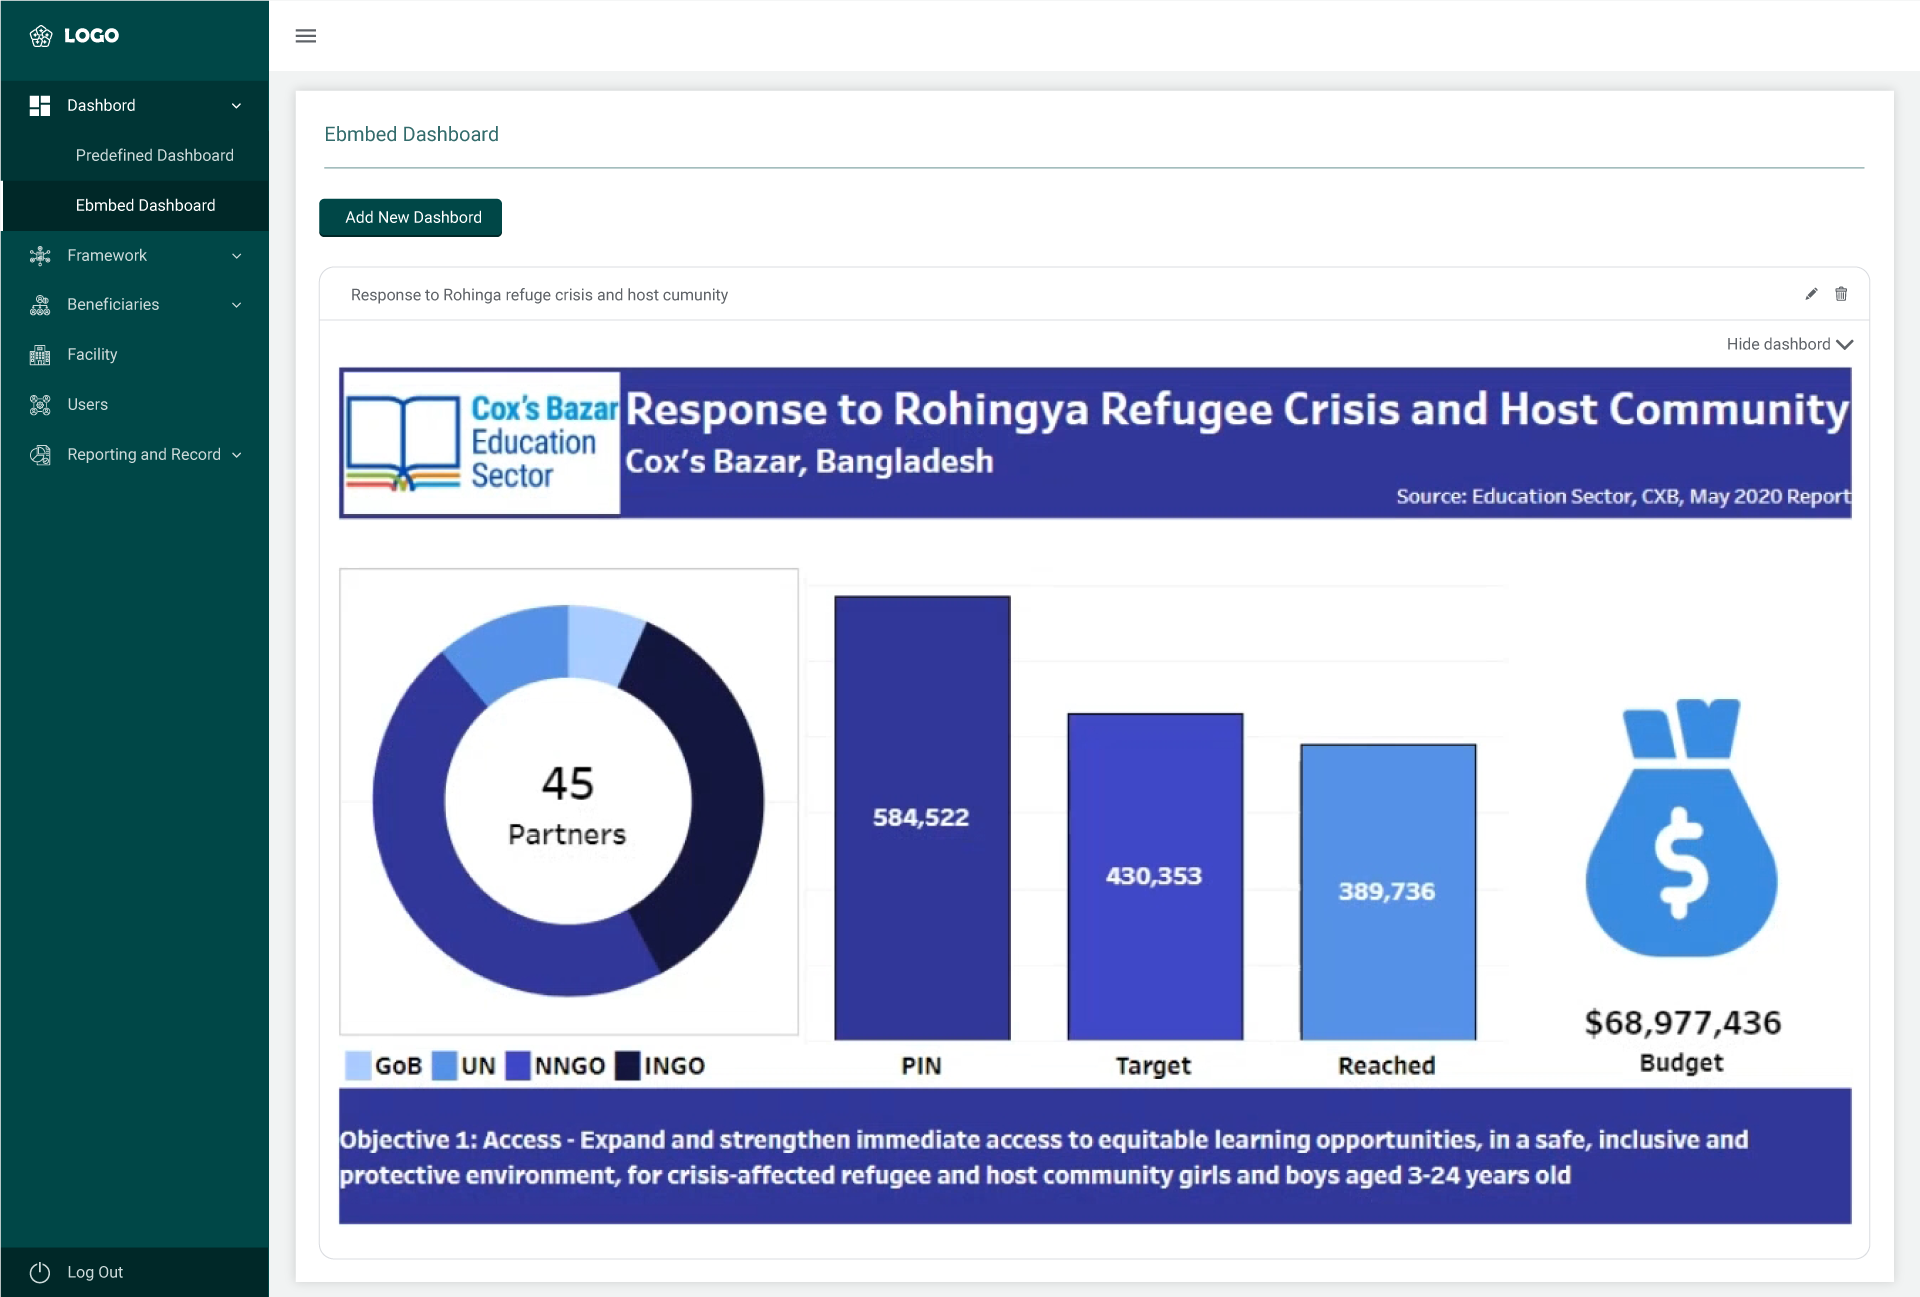 LOGO
Dashbord
Predefined Dashboard
Ebmbed Dashboard
Framework
Beneficiaries
Facility
Users
Reporting and Record
Log Out
Ebmbed Dashboard
Add New Dashbord
Response to Rohinga refuge crisis and host cumunity
Hide dashbord
Cox's Bazar
Education
Sector
Response to Rohingya Refugee Crisis and Host Community
Cox's Bazar, Bangladesh
Source: Education Sector, CXB, May 2020 Report
45
Partners
GoB UN NNGO INGO
584,522
430,353
389,736
PIN Target Reached
$68,977,436
Budget
Objective 1: Access - Expand and strengthen immediate access to equitable learning opportunities, in a safe, inclusive and
protective environment, for crisis-affected refugee and host community girls and boys aged 3-24 years old